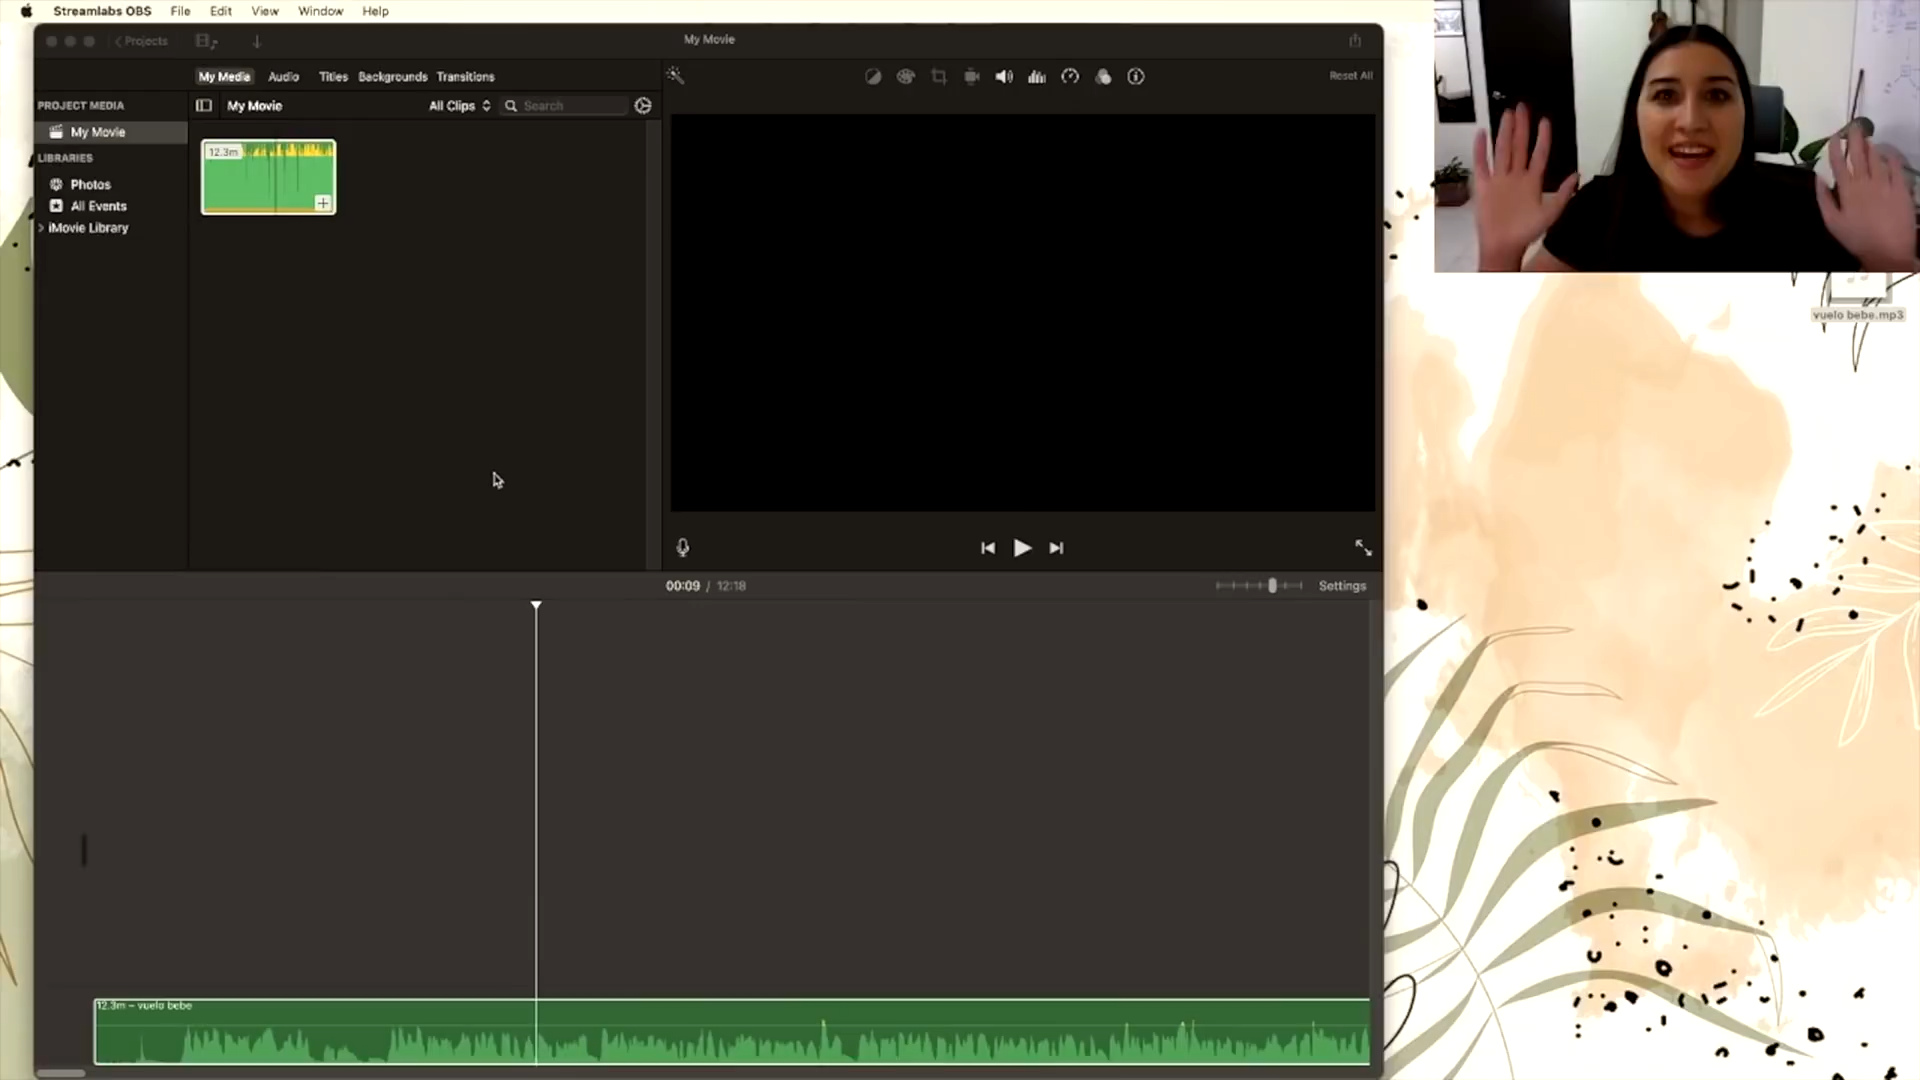 Streamlabs OBS File Edit View Window Help
Projects
My Movie
My Media Audio Titles Backgrounds Transitions
Reset All
PROJECT MEDIA
My Movie
All Clips
Search
My Movie
LIBRARIES
Photos
All Events
iMovie Library
12.3m
vuelo bebe.mp3
00:09 / 12:18
Settings
12.3m – vuelo bebe